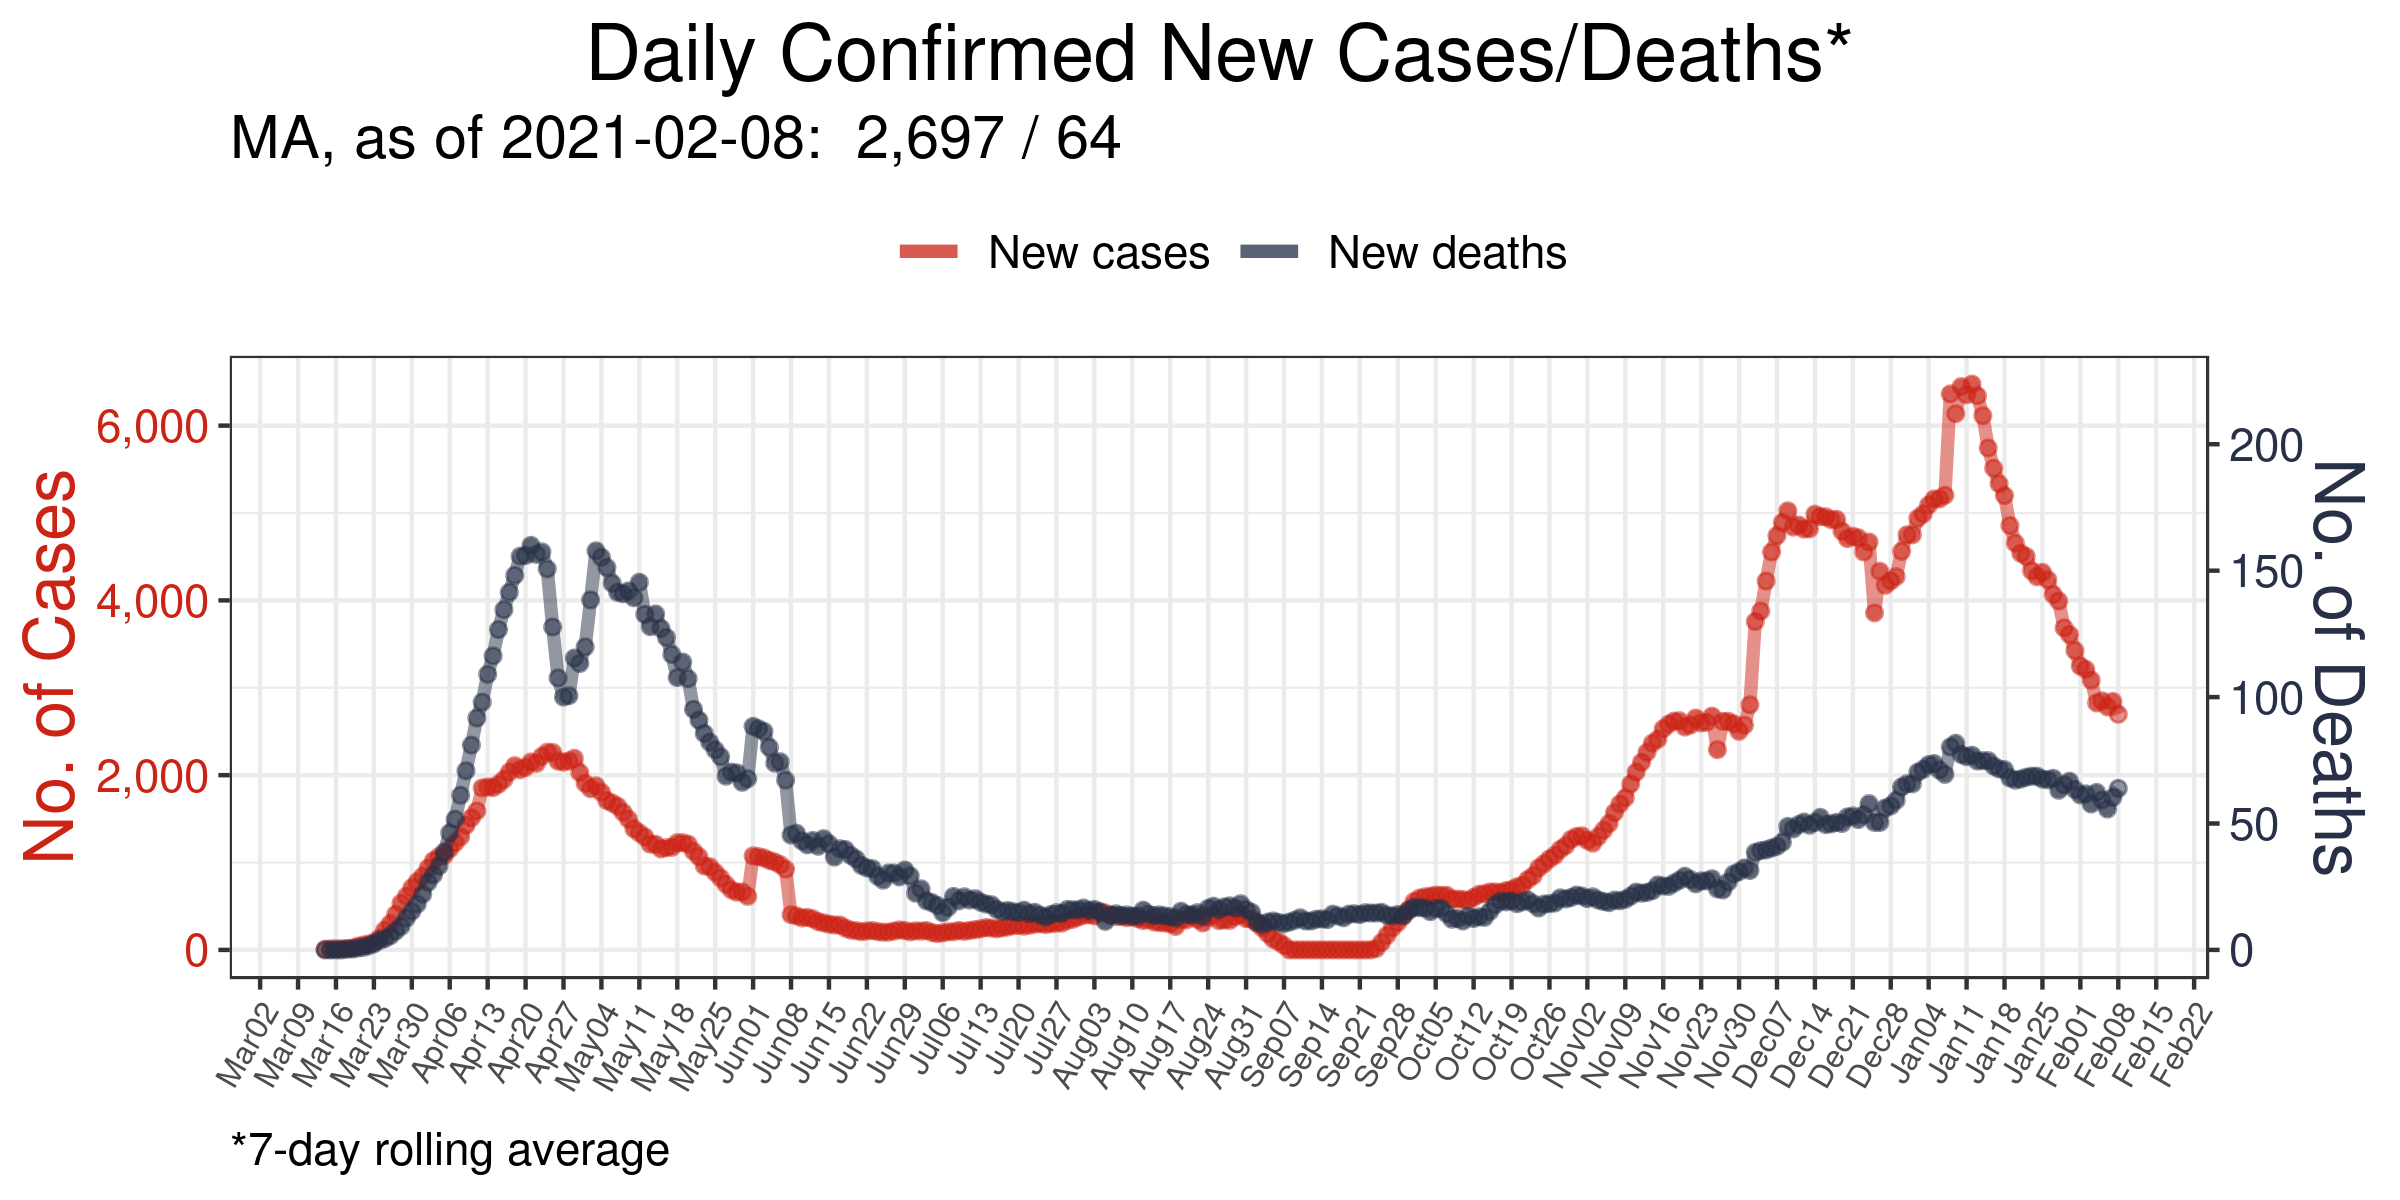 Daily Confirmed New Cases/Deaths*
MA, as of 2021-02-08:  2,697 / 64
New cases
New deaths
No. of Cases
6,000
4,000
2,000
0
200
150
100
50
0
No. of Deaths
Mar02
Mar09
Mar16
Mar23
Mar30
Apr06
Apr13
Apr20
Apr27
May04
May11
May18
May25
Jun01
Jun08
Jun15
Jun22
Jun29
Jul06
Jul13
Jul20
Jul27
Aug03
Aug10
Aug17
Aug24
Aug31
Sep07
Sep14
Sep21
Sep28
Oct05
Oct12
Oct19
Oct26
Nov02
Nov09
Nov16
Nov23
Nov30
Dec07
Dec14
Dec21
Dec28
Jan04
Jan11
Jan18
Jan25
Feb01
Feb08
Feb15
Feb22
*7-day rolling average